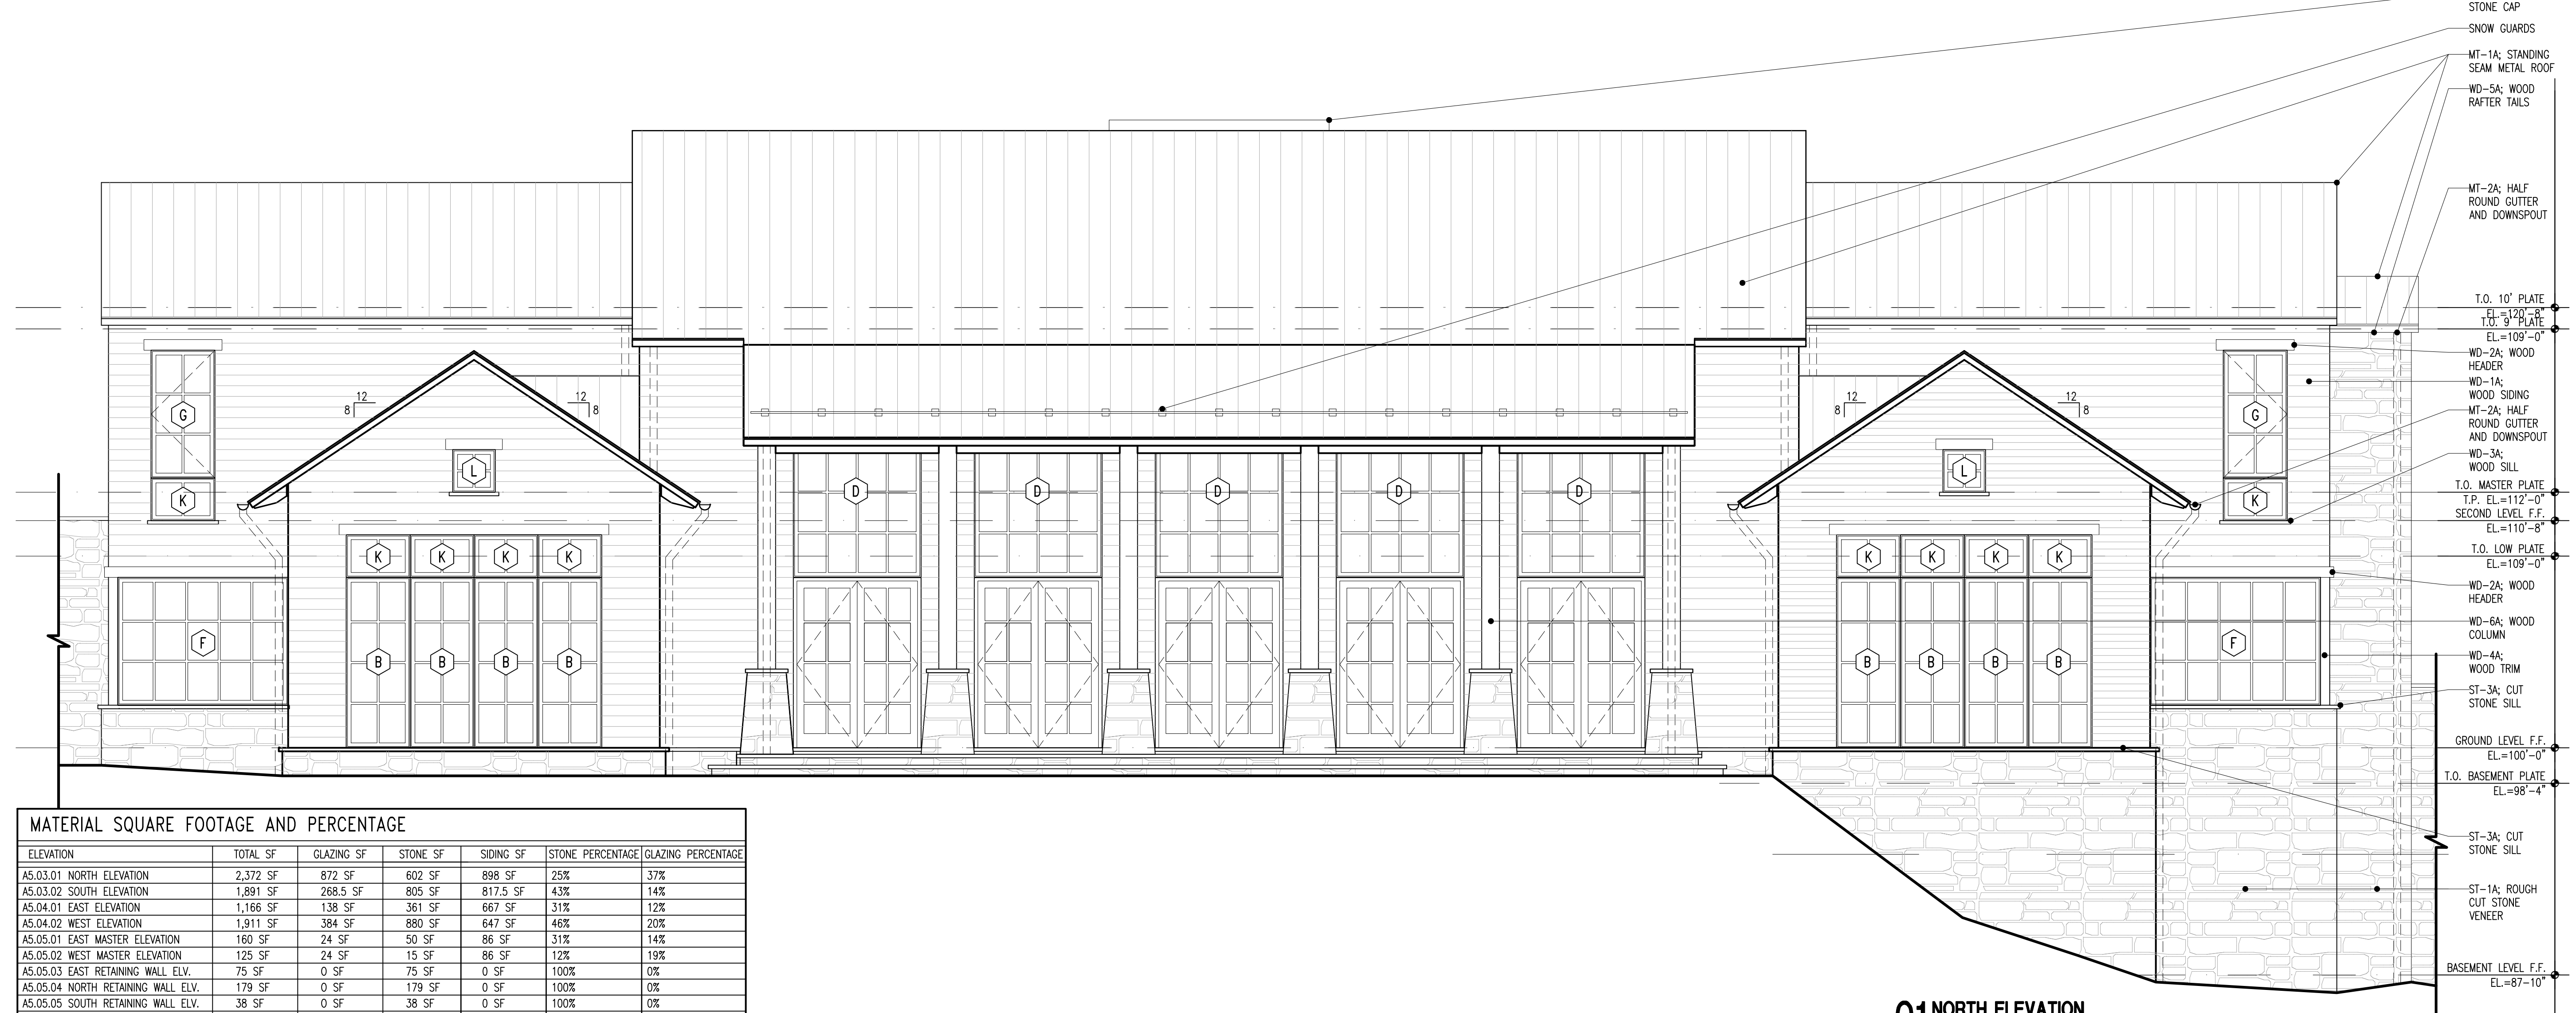 STONE CAP
SNOW GUARDS
MT-1A; STANDING
SEAM METAL ROOF
WD-5A; WOOD
RAFTER TAILS
MT-2A; HALF
ROUND GUTTER
AND DOWNSPOUT
T.O. 10' PLATE
EL.=120'-8"
T.O. 9' PLATE
EL.=109'-0"
WD-2A; WOOD
HEADER
WD-1A;
WOOD SIDING
MT-2A; HALF
ROUND GUTTER
AND DOWNSPOUT
WD-3A;
WOOD SILL
T.O. MASTER PLATE
T.P. EL.=112'-0"
SECOND LEVEL F.F.
EL.=110'-8"
T.O. LOW PLATE
EL.=109'-0"
WD-2A; WOOD
HEADER
WD-6A; WOOD
COLUMN
WD-4A;
WOOD TRIM
ST-3A; CUT
STONE SILL
GROUND LEVEL F.F.
EL.=100'-0"
T.O. BASEMENT PLATE
EL.=98'-4"
ST-3A; CUT
STONE SILL
ST-1A; ROUGH
CUT STONE
VENEER
BASEMENT LEVEL F.F.
EL.=87-10"
12 12 12 12
8 8 8 8
G G
L L
K K
D D D D D
K K K K K K K K
F F
B B B B B B B B
MATERIAL SQUARE FOOTAGE AND PERCENTAGE
ELEVATION TOTAL SF GLAZING SF STONE SF SIDING SF STONE PERCENTAGE GLAZING PERCENTAGE
A5.03.01 NORTH ELEVATION 2,372 SF 872 SF 602 SF 898 SF 25% 37%
A5.03.02 SOUTH ELEVATION 1,891 SF 268.5 SF 805 SF 817.5 SF 43% 14%
A5.04.01 EAST ELEVATION 1,166 SF 138 SF 361 SF 667 SF 31% 12%
A5.04.02 WEST ELEVATION 1,911 SF 384 SF 880 SF 647 SF 46% 20%
A5.05.01 EAST MASTER ELEVATION 160 SF 24 SF 50 SF 86 SF 31% 14%
A5.05.02 WEST MASTER ELEVATION 125 SF 24 SF 15 SF 86 SF 12% 19%
A5.05.03 EAST RETAINING WALL ELV. 75 SF 0 SF 75 SF 0 SF 100% 0%
A5.05.04 NORTH RETAINING WALL ELV. 179 SF 0 SF 179 SF 0 SF 100% 0%
A5.05.05 SOUTH RETAINING WALL ELV. 38 SF 0 SF 38 SF 0 SF 100% 0%
01 NORTH ELEVATION